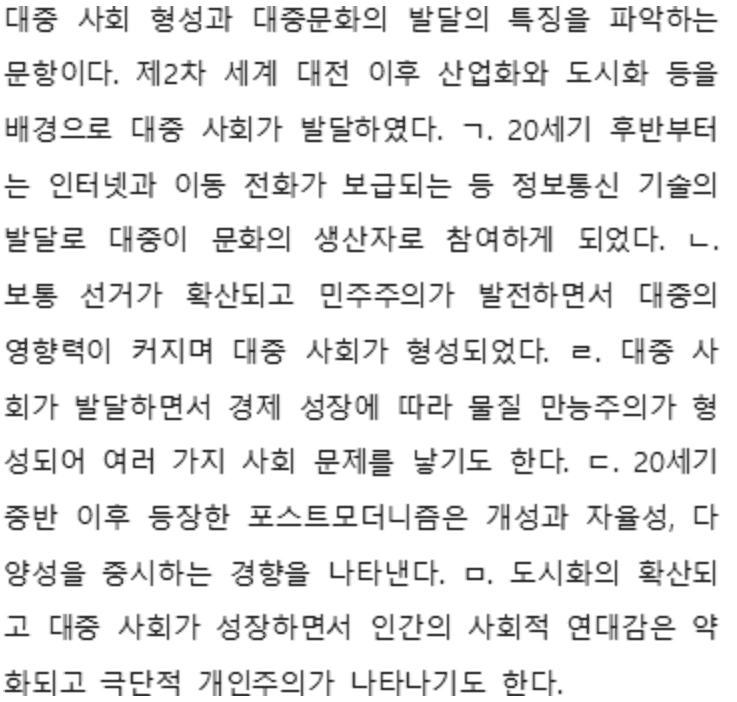 대중 사회 형성과 대중문화의 발달의 특징을 파악하는
문항이다. 제2차 세계 대전 이후 산업화와 도시화 등을
배경으로 대중 사회가 발달하였다. ㄱ. 20세기 후반부터
는 인터넷과 이동 전화가 보급되는 등 정보통신 기술의
발달로 대중이 문화의 생산자로 참여하게 되었다. ㄴ.
보통 선거가 확산되고 민주주의가 발전하면서 대중의
영향력이 커지며 대중 사회가 형성되었다. ㄹ. 대중 사
회가 발달하면서 경제 성장에 따라 물질 만능주의가 형
성되어 여러 가지 사회 문제를 낳기도 한다. ㄷ. 20세기
중반 이후 등장한 포스트모더니즘은 개성과 자율성, 다
양성을 중시하는 경향을 나타낸다. ㅁ. 도시화의 확산되
고 대중 사회가 성장하면서 인간의 사회적 연대감은 약
화되고 극단적 개인주의가 나타나기도 한다.